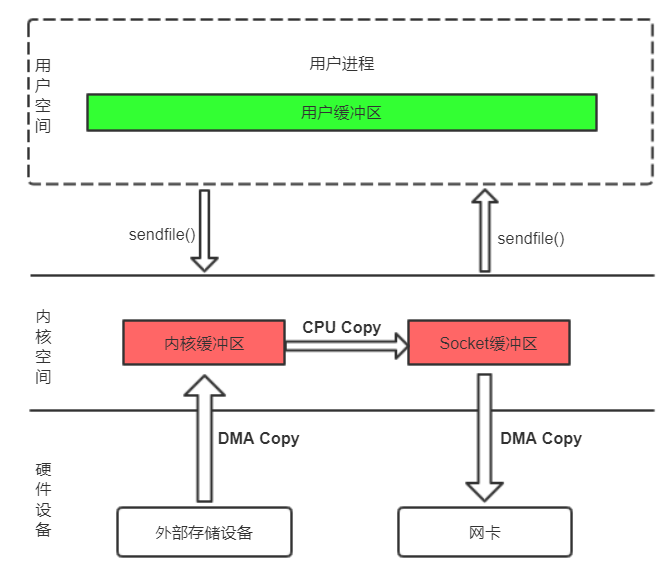 用户空间
用户进程
用户缓冲区
sendfile()
sendfile()
内核空间
内核缓冲区
CPU Copy
Socket缓冲区
DMA Copy
DMA Copy
硬件设备
外部存储设备
网卡